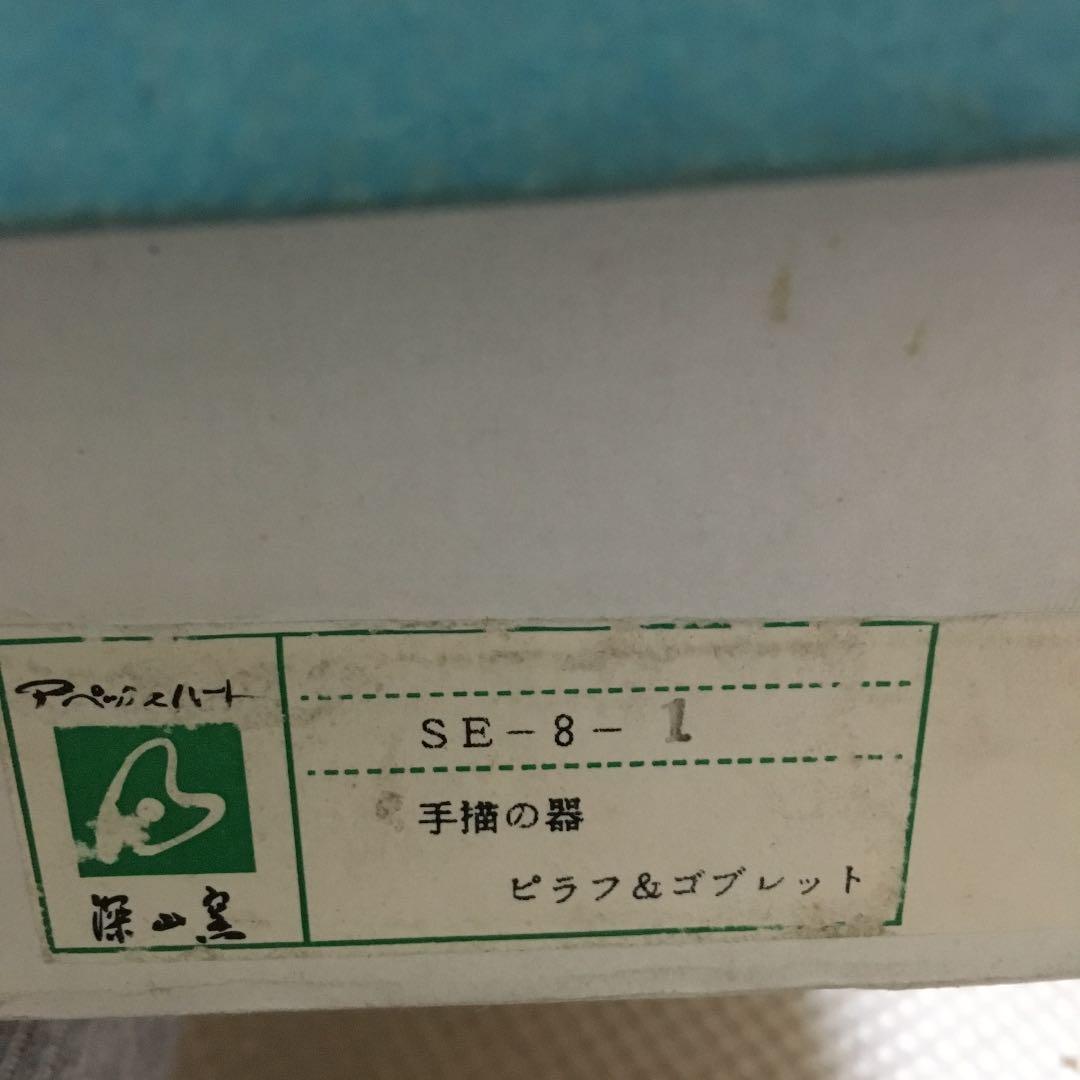 アペックスハート
深山窯
SE-8-1
手描の器
ピラフ&ゴブレット